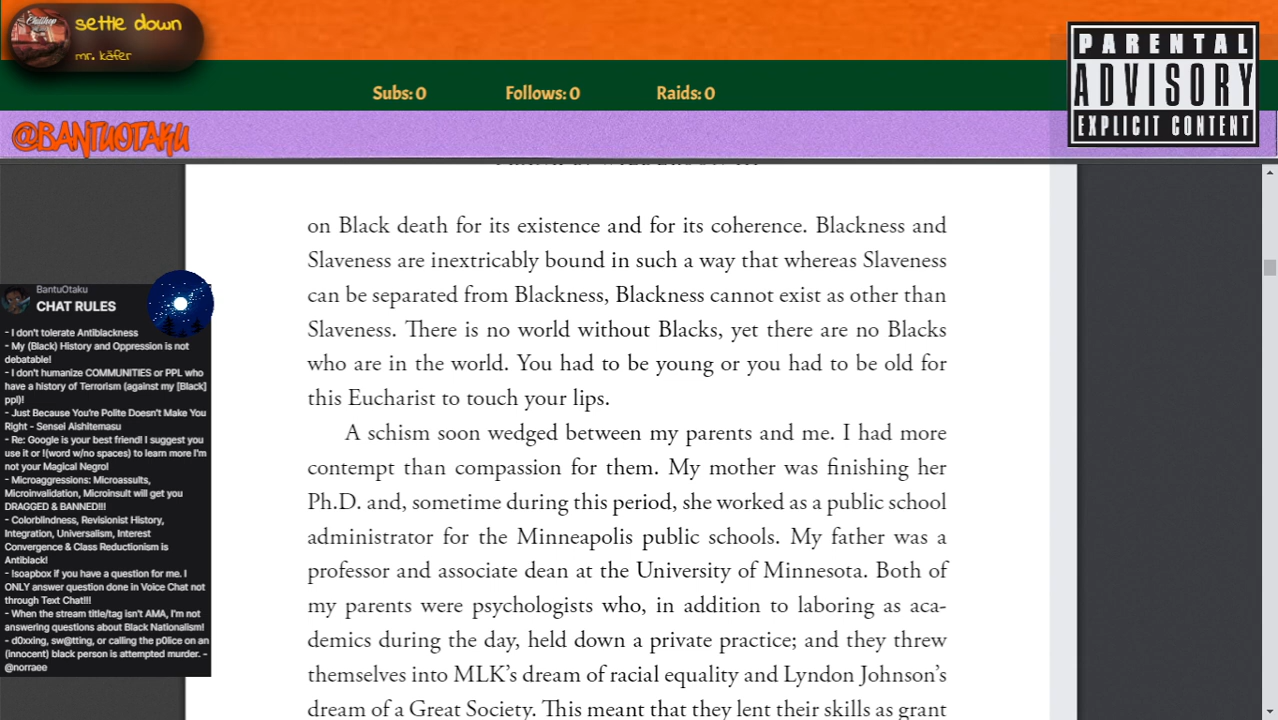 settle down
mr. käfer
Subs: 0
Follows: 0
Raids: 0
PARENTAL
ADVISORY
EXPLICIT CONTENT
@BANTUOTAKU
on Black death for its existence and for its coherence. Blackness and
Slaveness are inextricably bound in such a way that whereas Slaveness
can be separated from Blackness, Blackness cannot exist as other than
Slaveness. There is no world without Blacks, yet there are no Blacks
who are in the world. You had to be young or you had to be old for
this Eucharist to touch your lips.
A schism soon wedged between my parents and me. I had more
contempt than compassion for them. My mother was finishing her
Ph.D. and, sometime during this period, she worked as a public school
administrator for the Minneapolis public schools. My father was a
professor and associate dean at the University of Minnesota. Both of
my parents were psychologists who, in addition to laboring as aca-
demics during the day, held down a private practice; and they threw
themselves into MLK's dream of racial equality and Lyndon Johnson's
dream of a Great Society. This meant that they lent their skills as grant
BantuOtaku
CHAT RULES
- I don't tolerate Antiblackness
- My (Black) History and Oppression is not
debatable!
- I don't humanize COMMUNITIES or PPL who
have a history of Terrorism (against my [Black]
ppl)!
- Just Because You're Polite Doesn't Make You
Right - Sensei Aishitemasu
- Re: Google is your best friend! I suggest you
use it or !(word w/no spaces) to learn more I'm
not your Magical Negro!
- Microaggressions: Microassults,
Microinvalidation, Microinsult will get you
DRAGGED & BANNED!!!
- Colorblindness, Revisionist History,
Integration, Universalism, Interest
Convergence & Class Reductionism is
Antiblack!
- !soapbox if you have a question for me. I
ONLY answer question done in Voice Chat not
through Text Chat!!!
- When the stream title/tag isn't AMA, I'm not
answering questions about Black Nationalism!
- d0xxing, sw@tting, or calling the p0lice on an
(innocent) black person is attempted murder. -
@norraee